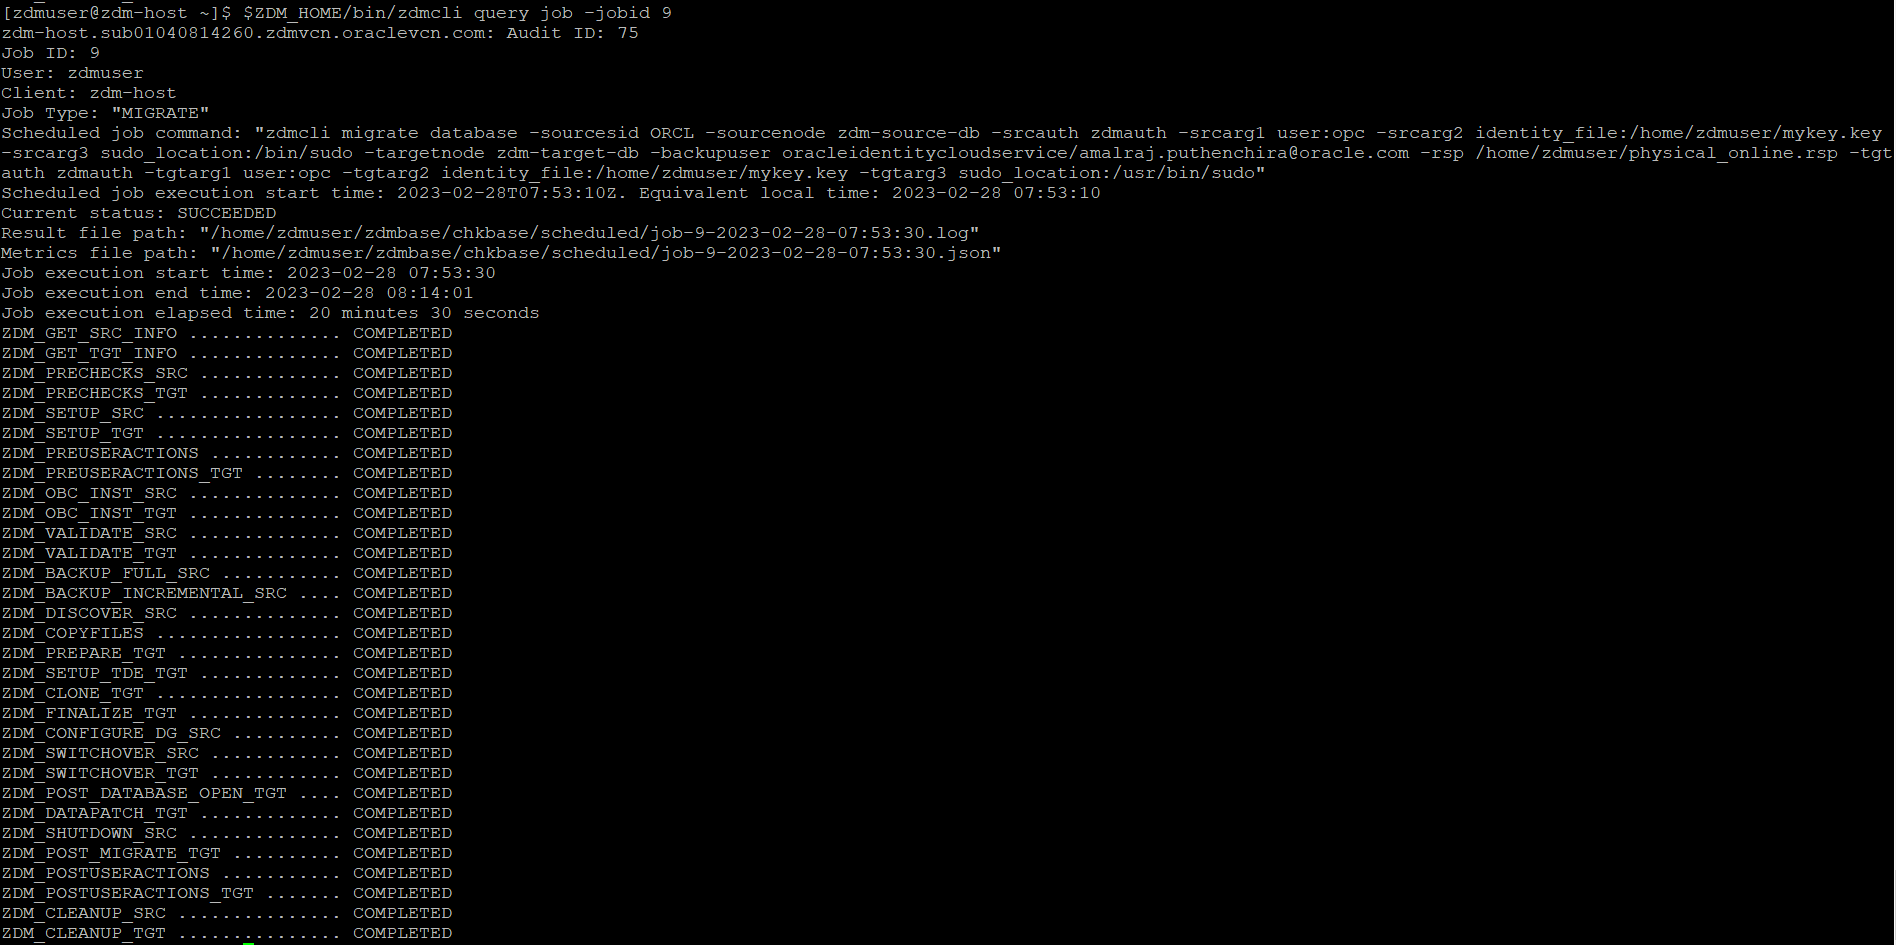 [zdmuser@zdm-host ~]$ $ZDM_HOME/bin/zdmcli query job -jobid 9
zdm-host.sub01040814260.zdmvcn.oraclevcn.com: Audit ID: 75
Job ID: 9
User: zdmuser
Client: zdm-host
Job Type: "MIGRATE"
Scheduled job command: "zdmcli migrate database -sourcesid ORCL -sourcenode zdm-source-db -srcauth zdmauth -srcarg1 user:opc -srcarg2 identity_file:/home/zdmuser/mykey.key
-srcarg3 sudo_location:/bin/sudo -targetnode zdm-target-db -backupuser oracleidentitycloudservice/amalraj.puthenchira@oracle.com -rsp /home/zdmuser/physical_online.rsp -tgt
auth zdmauth -tgtarg1 user:opc -tgtarg2 identity_file:/home/zdmuser/mykey.key -tgtarg3 sudo_location:/usr/bin/sudo"
Scheduled job execution start time: 2023-02-28T07:53:10Z. Equivalent local time: 2023-02-28 07:53:10
Current status: SUCCEEDED
Result file path: "/home/zdmuser/zdmbase/chkbase/scheduled/job-9-2023-02-28-07:53:30.log"
Metrics file path: "/home/zdmuser/zdmbase/chkbase/scheduled/job-9-2023-02-28-07:53:30.json"
Job execution start time: 2023-02-28 07:53:30
Job execution end time: 2023-02-28 08:14:01
Job execution elapsed time: 20 minutes 30 seconds
ZDM_GET_SRC_INFO .............. COMPLETED
ZDM_GET_TGT_INFO .............. COMPLETED
ZDM_PRECHECKS_SRC ............. COMPLETED
ZDM_PRECHECKS_TGT ............. COMPLETED
ZDM_SETUP_SRC ................. COMPLETED
ZDM_SETUP_TGT ................. COMPLETED
ZDM_PREUSERACTIONS ............ COMPLETED
ZDM_PREUSERACTIONS_TGT ........ COMPLETED
ZDM_OBC_INST_SRC .............. COMPLETED
ZDM_OBC_INST_TGT .............. COMPLETED
ZDM_VALIDATE_SRC .............. COMPLETED
ZDM_VALIDATE_TGT .............. COMPLETED
ZDM_BACKUP_FULL_SRC ........... COMPLETED
ZDM_BACKUP_INCREMENTAL_SRC .... COMPLETED
ZDM_DISCOVER_SRC .............. COMPLETED
ZDM_COPYFILES ................. COMPLETED
ZDM_PREPARE_TGT ............... COMPLETED
ZDM_SETUP_TDE_TGT ............. COMPLETED
ZDM_CLONE_TGT ................. COMPLETED
ZDM_FINALIZE_TGT .............. COMPLETED
ZDM_CONFIGURE_DG_SRC .......... COMPLETED
ZDM_SWITCHOVER_SRC ............ COMPLETED
ZDM_SWITCHOVER_TGT ............ COMPLETED
ZDM_POST_DATABASE_OPEN_TGT .... COMPLETED
ZDM_DATAPATCH_TGT ............. COMPLETED
ZDM_SHUTDOWN_SRC .............. COMPLETED
ZDM_POST_MIGRATE_TGT .......... COMPLETED
ZDM_POSTUSERACTIONS ........... COMPLETED
ZDM_POSTUSERACTIONS_TGT ....... COMPLETED
ZDM_CLEANUP_SRC ............... COMPLETED
ZDM_CLEANUP_TGT ............... COMPLETED